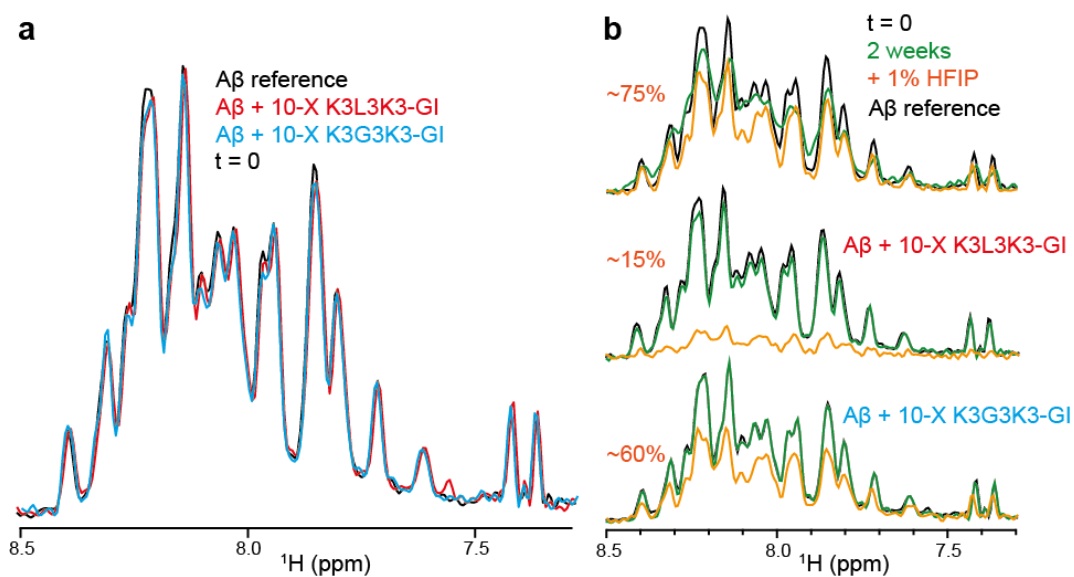 a
Aβ reference
Aβ + 10-X K3L3K3-GI
Aβ + 10-X K3G3K3-GI
t = 0
8.5
8.0
7.5
¹H (ppm)
b
t = 0
2 weeks
+ 1% HFIP
Aβ reference
~75%
Aβ + 10-X K3L3K3-GI
~15%
Aβ + 10-X K3G3K3-GI
~60%
8.5
8.0
7.5
¹H (ppm)